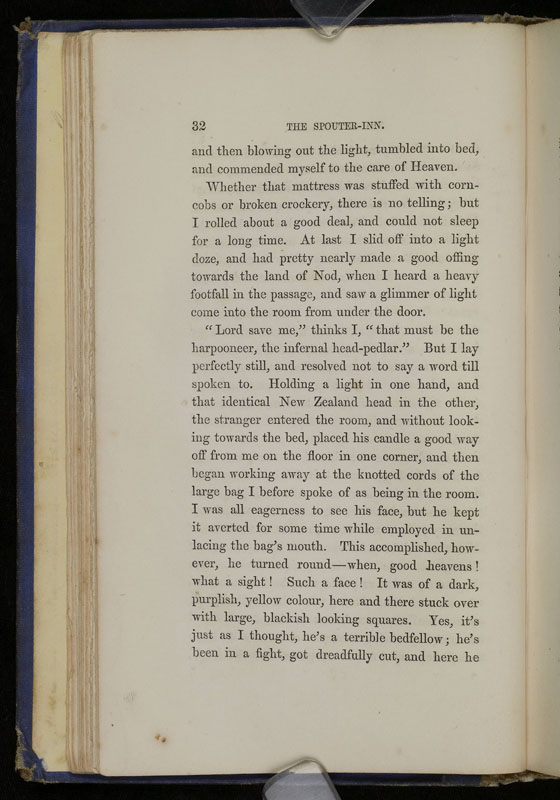 32 THE SPOUTER-INN.
and then blowing out the light, tumbled into bed,
and commended myself to the care of Heaven.
Whether that mattress was stuffed with corn-
cobs or broken crockery, there is no telling; but
I rolled about a good deal, and could not sleep
for a long time. At last I slid off into a light
doze, and had pretty nearly made a good offing
towards the land of Nod, when I heard a heavy
footfall in the passage, and saw a glimmer of light
come into the room from under the door.
“Lord save me,” thinks I, “that must be the
harpooneer, the infernal head-pedlar.” But I lay
perfectly still, and resolved not to say a word till
spoken to. Holding a light in one hand, and
that identical New Zealand head in the other,
the stranger entered the room, and without look-
ing towards the bed, placed his candle a good way
off from me on the floor in one corner, and then
began working away at the knotted cords of the
large bag I before spoke of as being in the room.
I was all eagerness to see his face, but he kept
it averted for some time while employed in un-
lacing the bag’s mouth. This accomplished, how-
ever, he turned round—when, good heavens!
what a sight! Such a face! It was of a dark,
purplish, yellow colour, here and there stuck over
with large, blackish looking squares. Yes, it’s
just as I thought, he’s a terrible bedfellow; he’s
been in a fight, got dreadfully cut, and here he